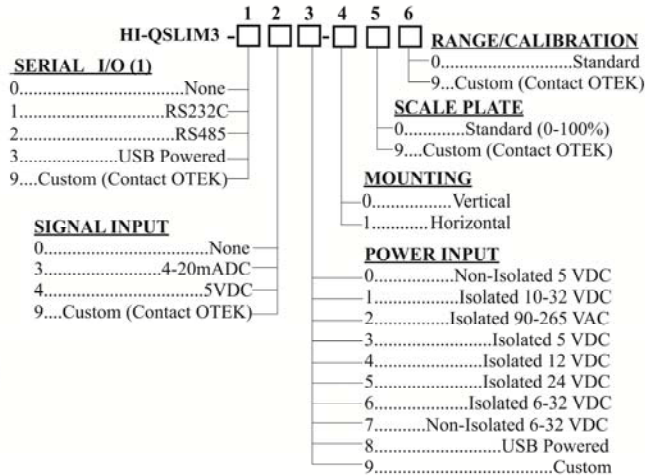 1 2 3 4 5 6
HI-QSLIM3 -
-
RANGE/CALIBRATION
0.............................Standard
9...Custom (Contact OTEK)
SERIAL I/O (1)
0.............................None
1........................RS232C
2..........................RS485
3.................USB Powered
9....Custom (Contact OTEK)
SCALE PLATE
0.............Standard (0-100%)
9....Custom (Contact OTEK)
MOUNTING
0.................Vertical
1............Horizontal
SIGNAL INPUT
0.............................None
3.....................4-20mADC
4.............................5VDC
9....Custom (Contact OTEK)
POWER INPUT
0.............Non-Isolated 5 VDC
1...............Isolated 10-32 VDC
2.............Isolated 90-265 VAC
3.....................Isolated 5 VDC
4...................Isolated 12 VDC
5....................Isolated 24 VDC
6.................Isolated 6-32 VDC
7.........Non-Isolated 6-32 VDC
8......................USB Powered
9.............................Custom